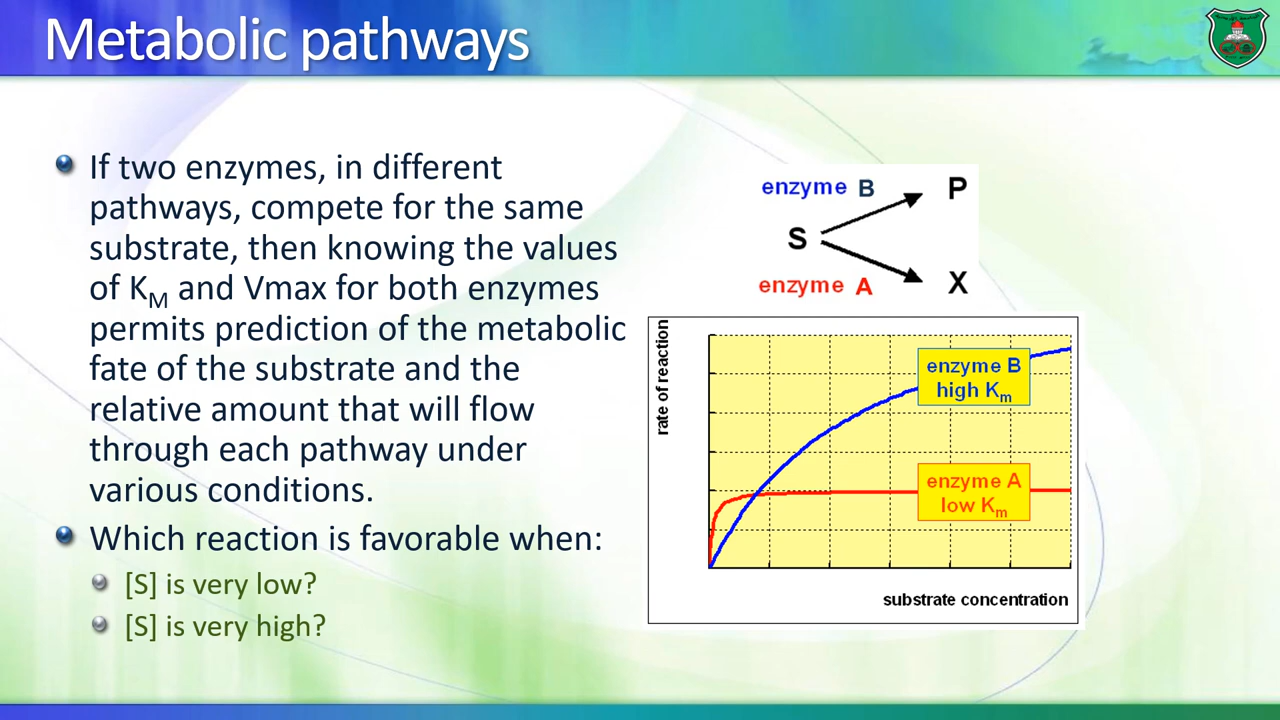 Metabolic pathways
If two enzymes, in different
pathways, compete for the same
substrate, then knowing the values
of KM and Vmax for both enzymes
permits prediction of the metabolic
fate of the substrate and the
relative amount that will flow
through each pathway under
various conditions.
Which reaction is favorable when:
[S] is very low?
[S] is very high?
enzyme B
P
S
enzyme A
X
rate of reaction
enzyme B
high Km
enzyme A
low Km
substrate concentration